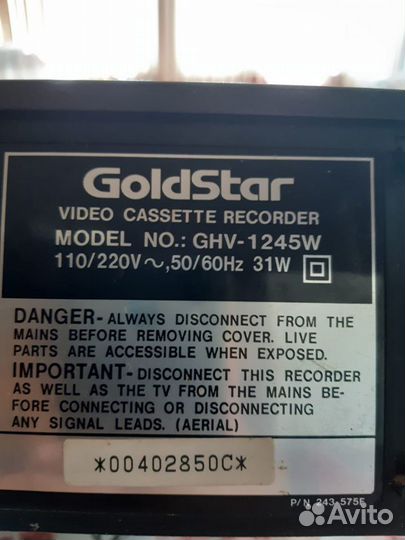 GoldStar
VIDEO CASSETTE RECORDER
MODEL NO.: GHV-1245W
110/220V~,50/60Hz 31W
DANGER- ALWAYS DISCONNECT FROM THE
MAINS BEFORE REMOVING COVER. LIVE
PARTS ARE ACCESSIBLE WHEN EXPOSED.
IMPORTANT- DISCONNECT THIS RECORDER
AS WELL AS THE TV FROM THE MAINS BE-
FORE CONNECTING OR DISCONNECTING
ANY SIGNAL LEADS. (AERIAL)
*00402850C*
P/N 243-575E
Avito